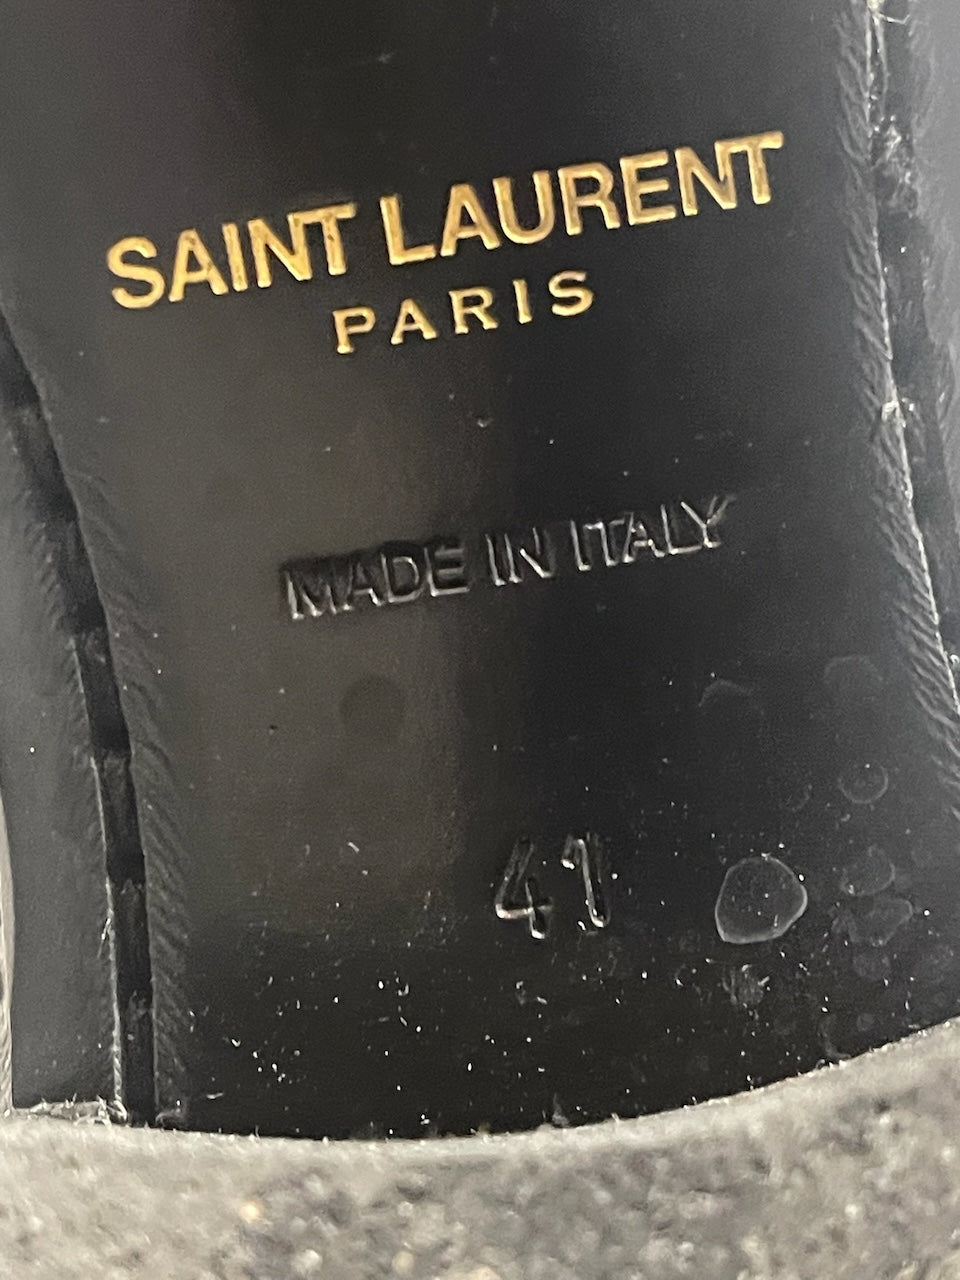 SAINT LAURENT
PARIS
MADE IN ITALY
41